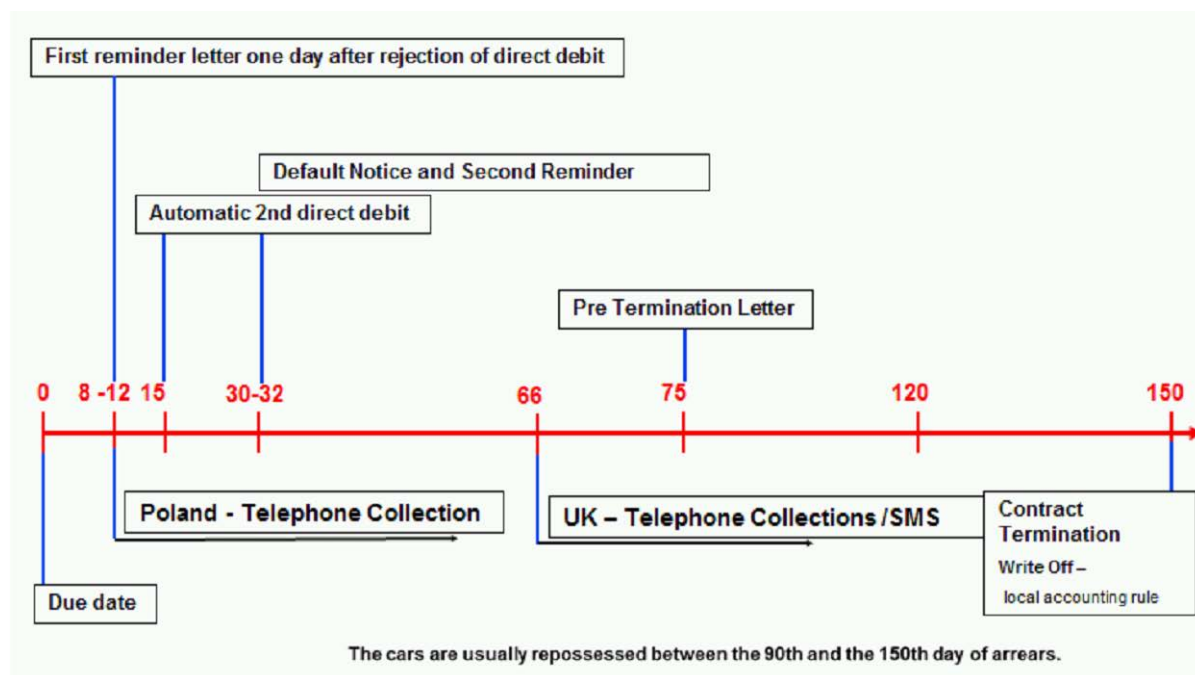 First reminder letter one day after rejection of direct debit
Default Notice and Second Reminder
Automatic 2nd direct debit
Pre Termination Letter
0 8 -12 15 30-32 66 75 120 150
Poland - Telephone Collection
UK – Telephone Collections /SMS
Contract
Termination
Write Off –
local accounting rule
Due date
The cars are usually repossessed between the 90th and the 150th day of arrears.